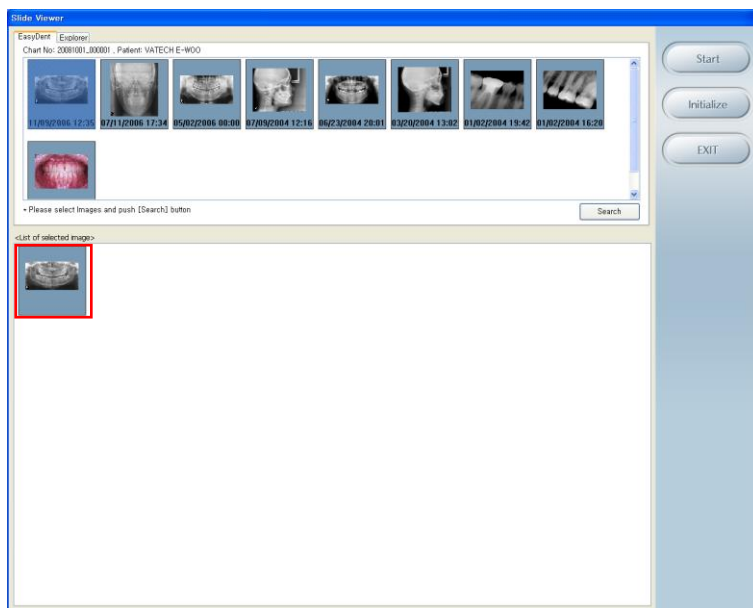 Slide Viewer
EasyDent Explorer
Chart No: 20081001_000001 , Patient: VATECH E-WOO
11/09/2006 12:35 07/11/2006 17:34 05/02/2006 00:00 07/09/2004 12:16 06/23/2004 20:01 03/20/2004 13:02 01/02/2004 19:42 01/02/2004 16:20
Start
Initialize
EXIT
* Please select Images and push [Search] button
Search
<List of selected image>